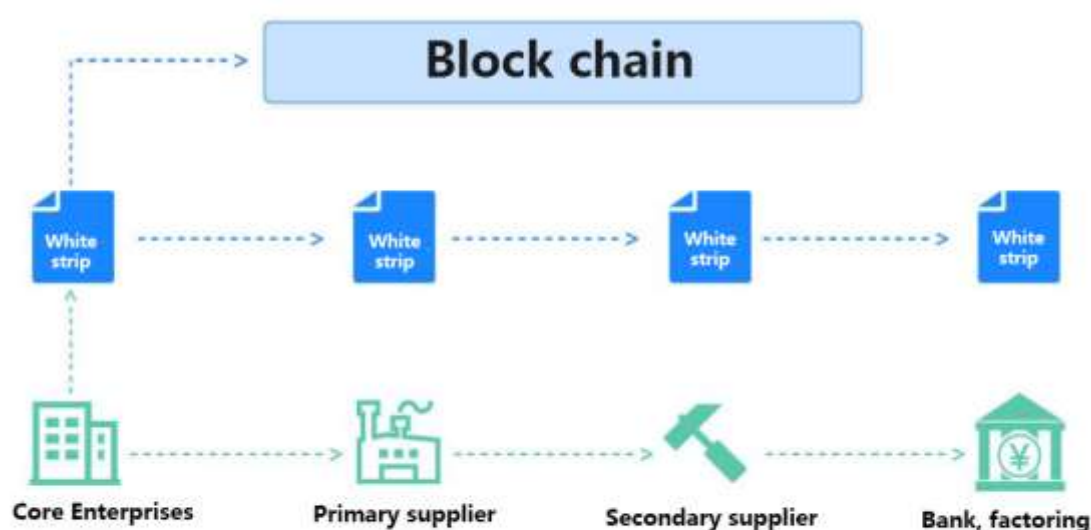 Block chain
White
strip
White
strip
White
strip
White
strip
¥
Core Enterprises
Primary supplier
Secondary supplier
Bank, factoring